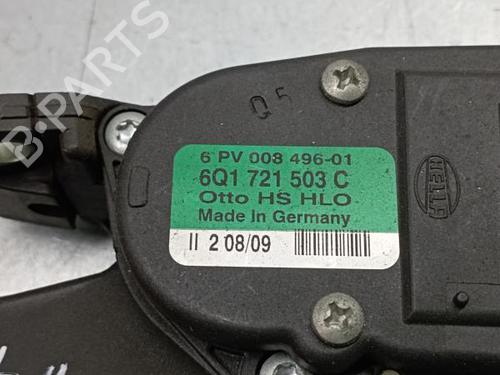 Q 5
6 PV 008 496-01
6Q1 721 503 C
Otto HS HLO
Made in Germany
II 2 08/09
HELLA
B-PARTS